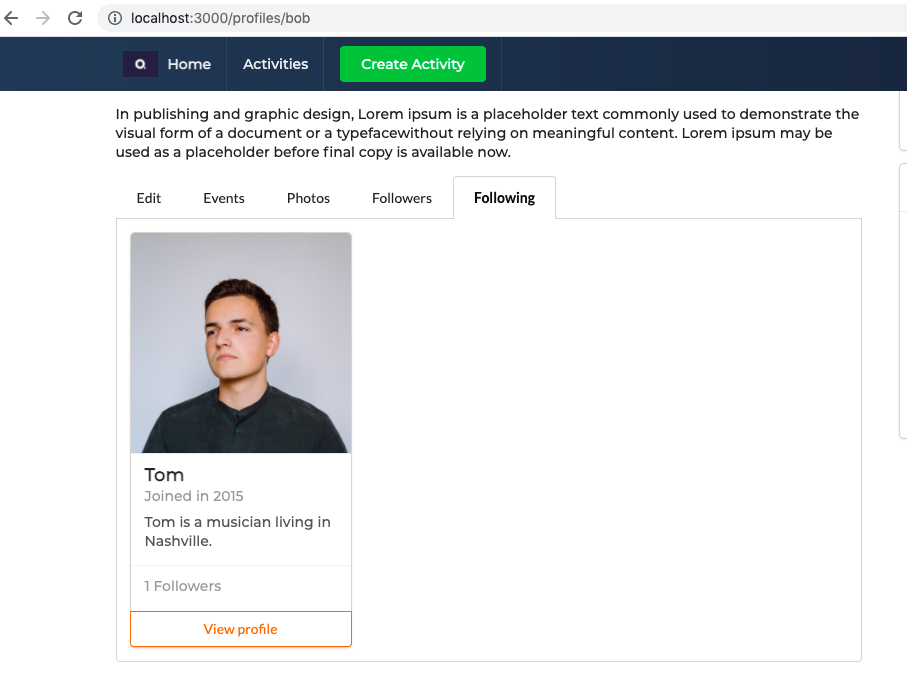 localhost:3000/profiles/bob
Home Activities Create Activity
In publishing and graphic design, Lorem ipsum is a placeholder text commonly used to demonstrate the
visual form of a document or a typefacewithout relying on meaningful content. Lorem ipsum may be
used as a placeholder before final copy is available now.
Edit Events Photos Followers Following
Tom
Joined in 2015
Tom is a musician living in
Nashville.
1 Followers
View profile